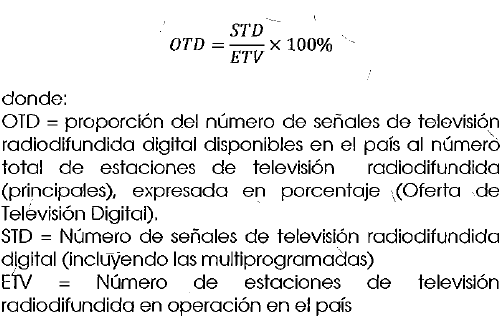 OTD = STD / ETV × 100%
donde:
OTD = proporción del número de señales de televisión
radiodifundida digital disponibles en el país al número
total de estaciones de televisión radiodifundida
(principales), expresada en porcentaje (Oferta de
Televisión Digital).
STD = Número de señales de televisión radiodifundida
digital (incluyendo las multiprogramadas)
ETV = Número de estaciones de televisión
radiodifundida en operación en el país